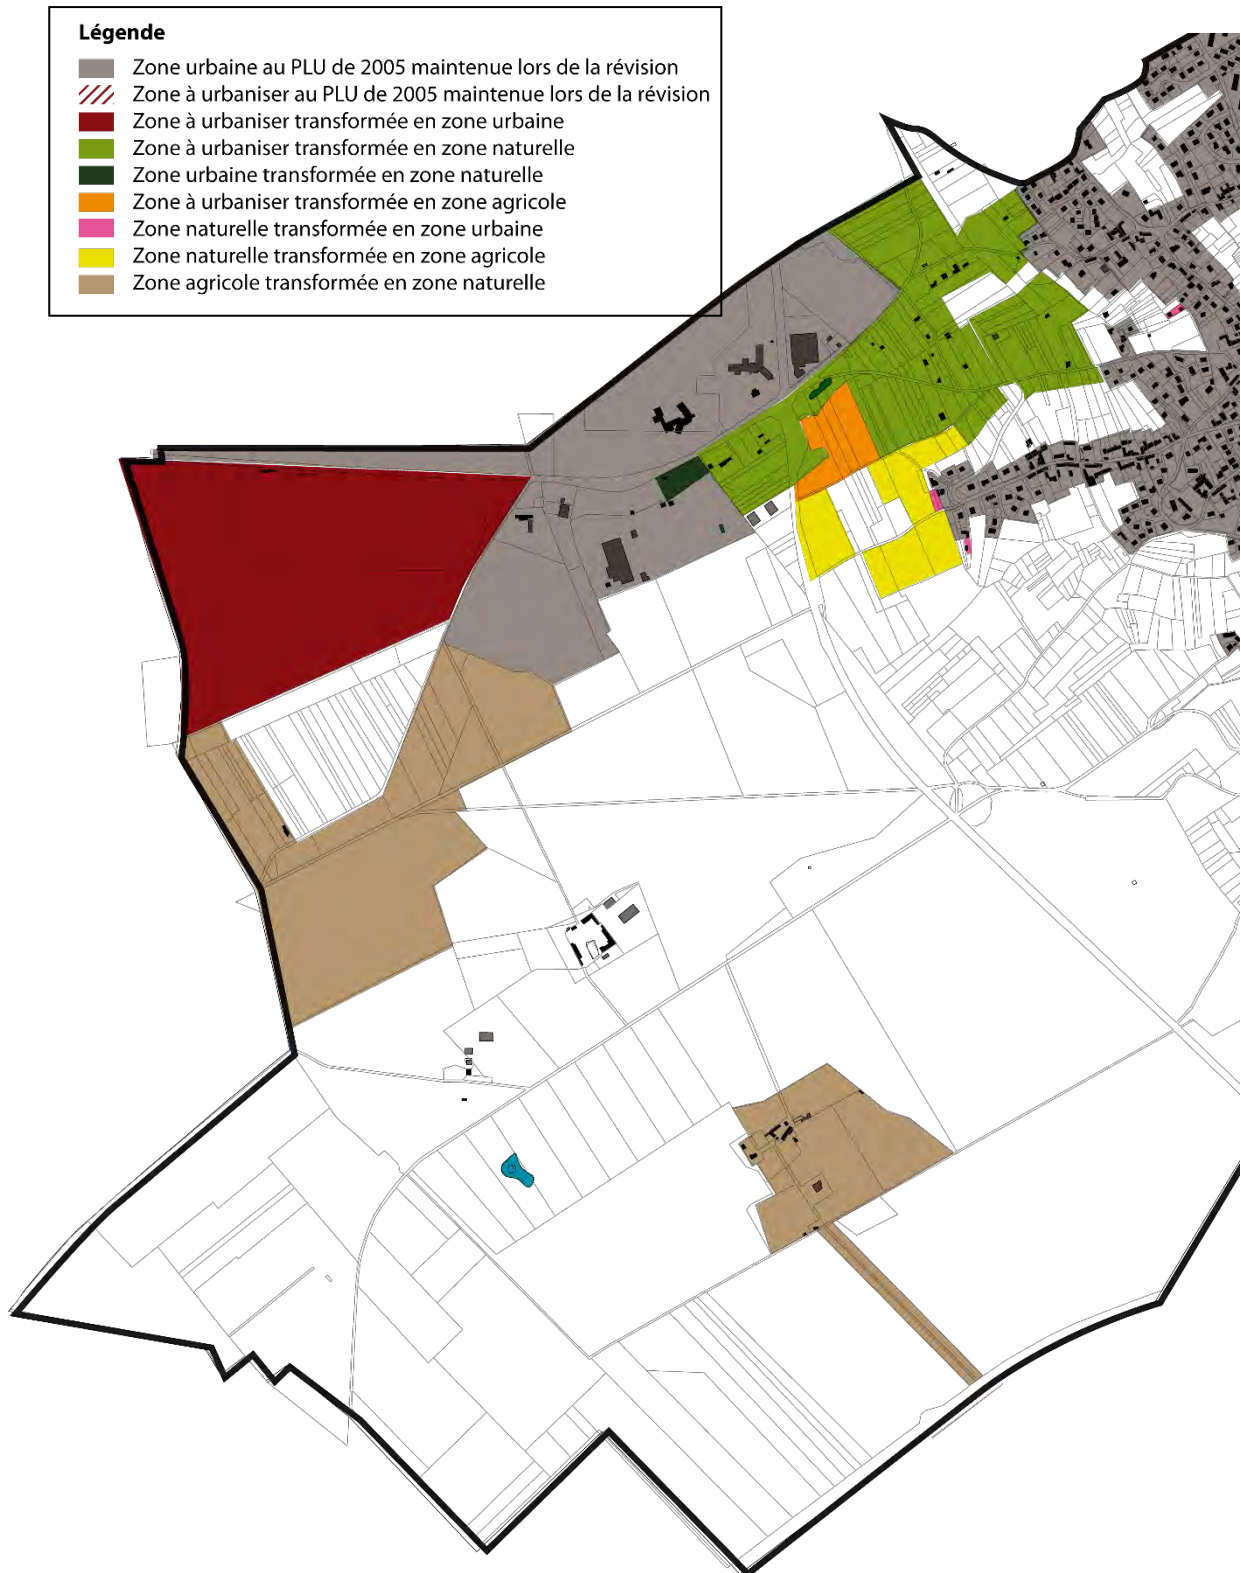 Légende
Zone urbaine au PLU de 2005 maintenue lors de la révision
Zone à urbaniser au PLU de 2005 maintenue lors de la révision
Zone à urbaniser transformée en zone urbaine
Zone à urbaniser transformée en zone naturelle
Zone urbaine transformée en zone naturelle
Zone à urbaniser transformée en zone agricole
Zone naturelle transformée en zone urbaine
Zone naturelle transformée en zone agricole
Zone agricole transformée en zone naturelle